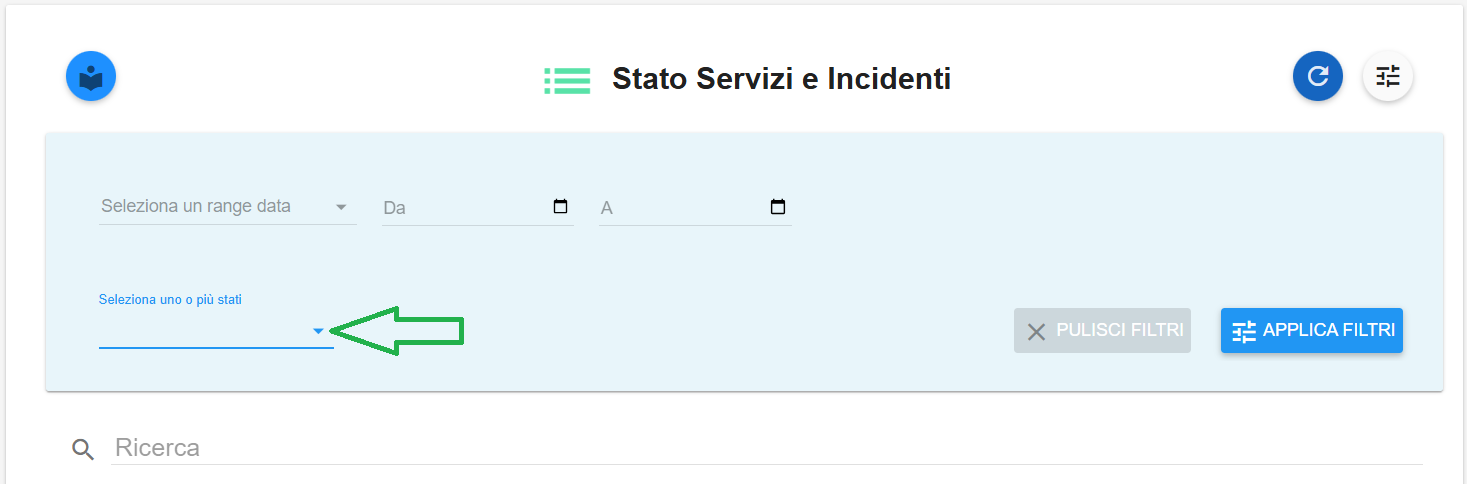 Stato Servizi e Incidenti
Seleziona un range data
Da
A
Seleziona uno o più stati
PULISCI FILTRI
APPLICA FILTRI
Ricerca